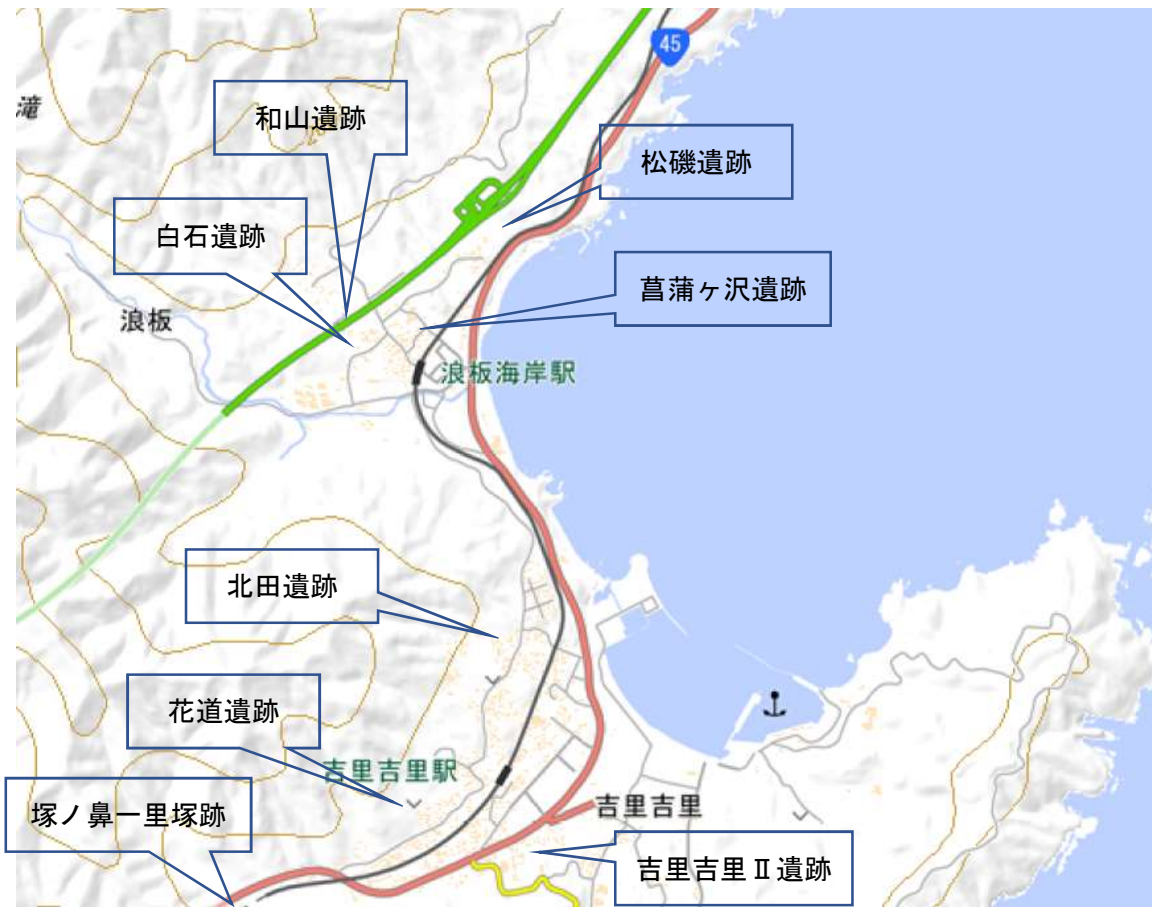 45
滝
和山遺跡
松磯遺跡
白石遺跡
菖蒲ヶ沢遺跡
浪板
浪板海岸駅
北田遺跡
花道遺跡
吉里吉里駅
塚ノ鼻一里塚跡
吉里吉里
吉里吉里Ⅱ遺跡